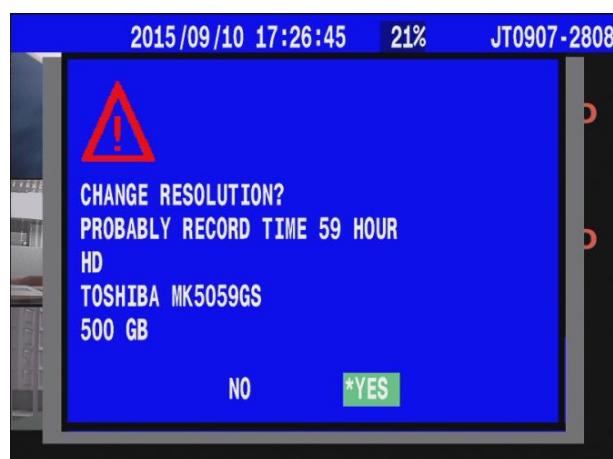 2015/09/10 17:26:45 21% JT0907-2808
!
CHANGE RESOLUTION?
PROBABLY RECORD TIME 59 HOUR
HD
TOSHIBA MK5059GS
500 GB
NO *YES